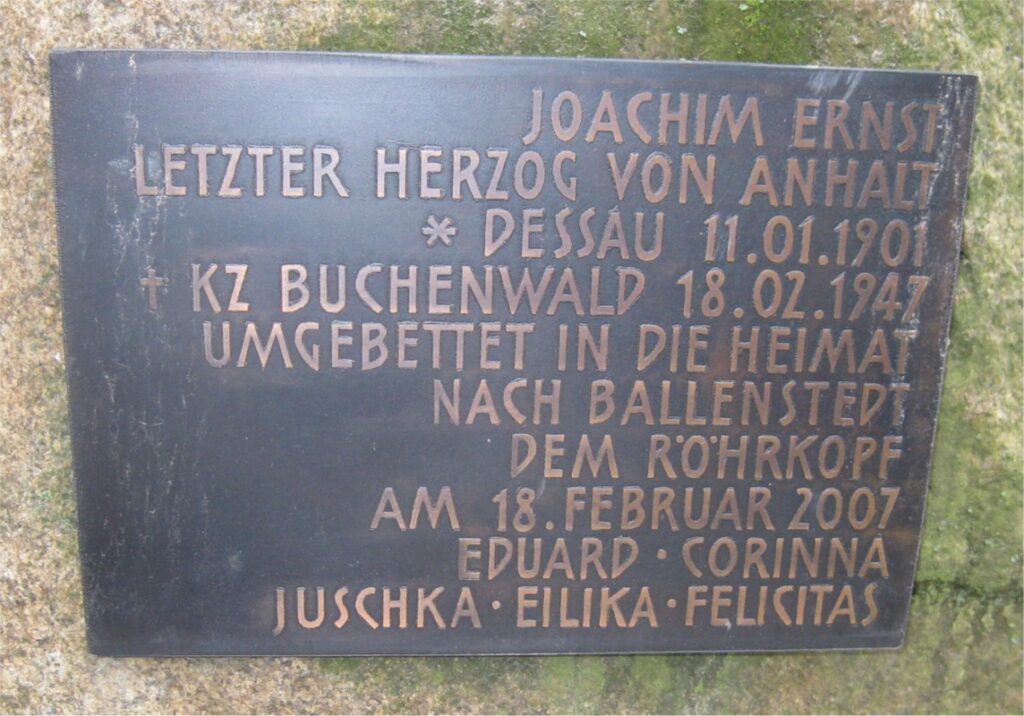 JOACHIM ERNST
LETZTER HERZOG VON ANHALT
* DESSAU 11.01.1901
† KZ BUCHENWALD 18.02.1947
UMGEBETTET IN DIE HEIMAT
NACH BALLENSTEDT
DEM RÖHRKOPF
AM 18. FEBRUAR 2007
EDUARD · CORINNA
JUSCHKA · EILIKA · FELICITAS